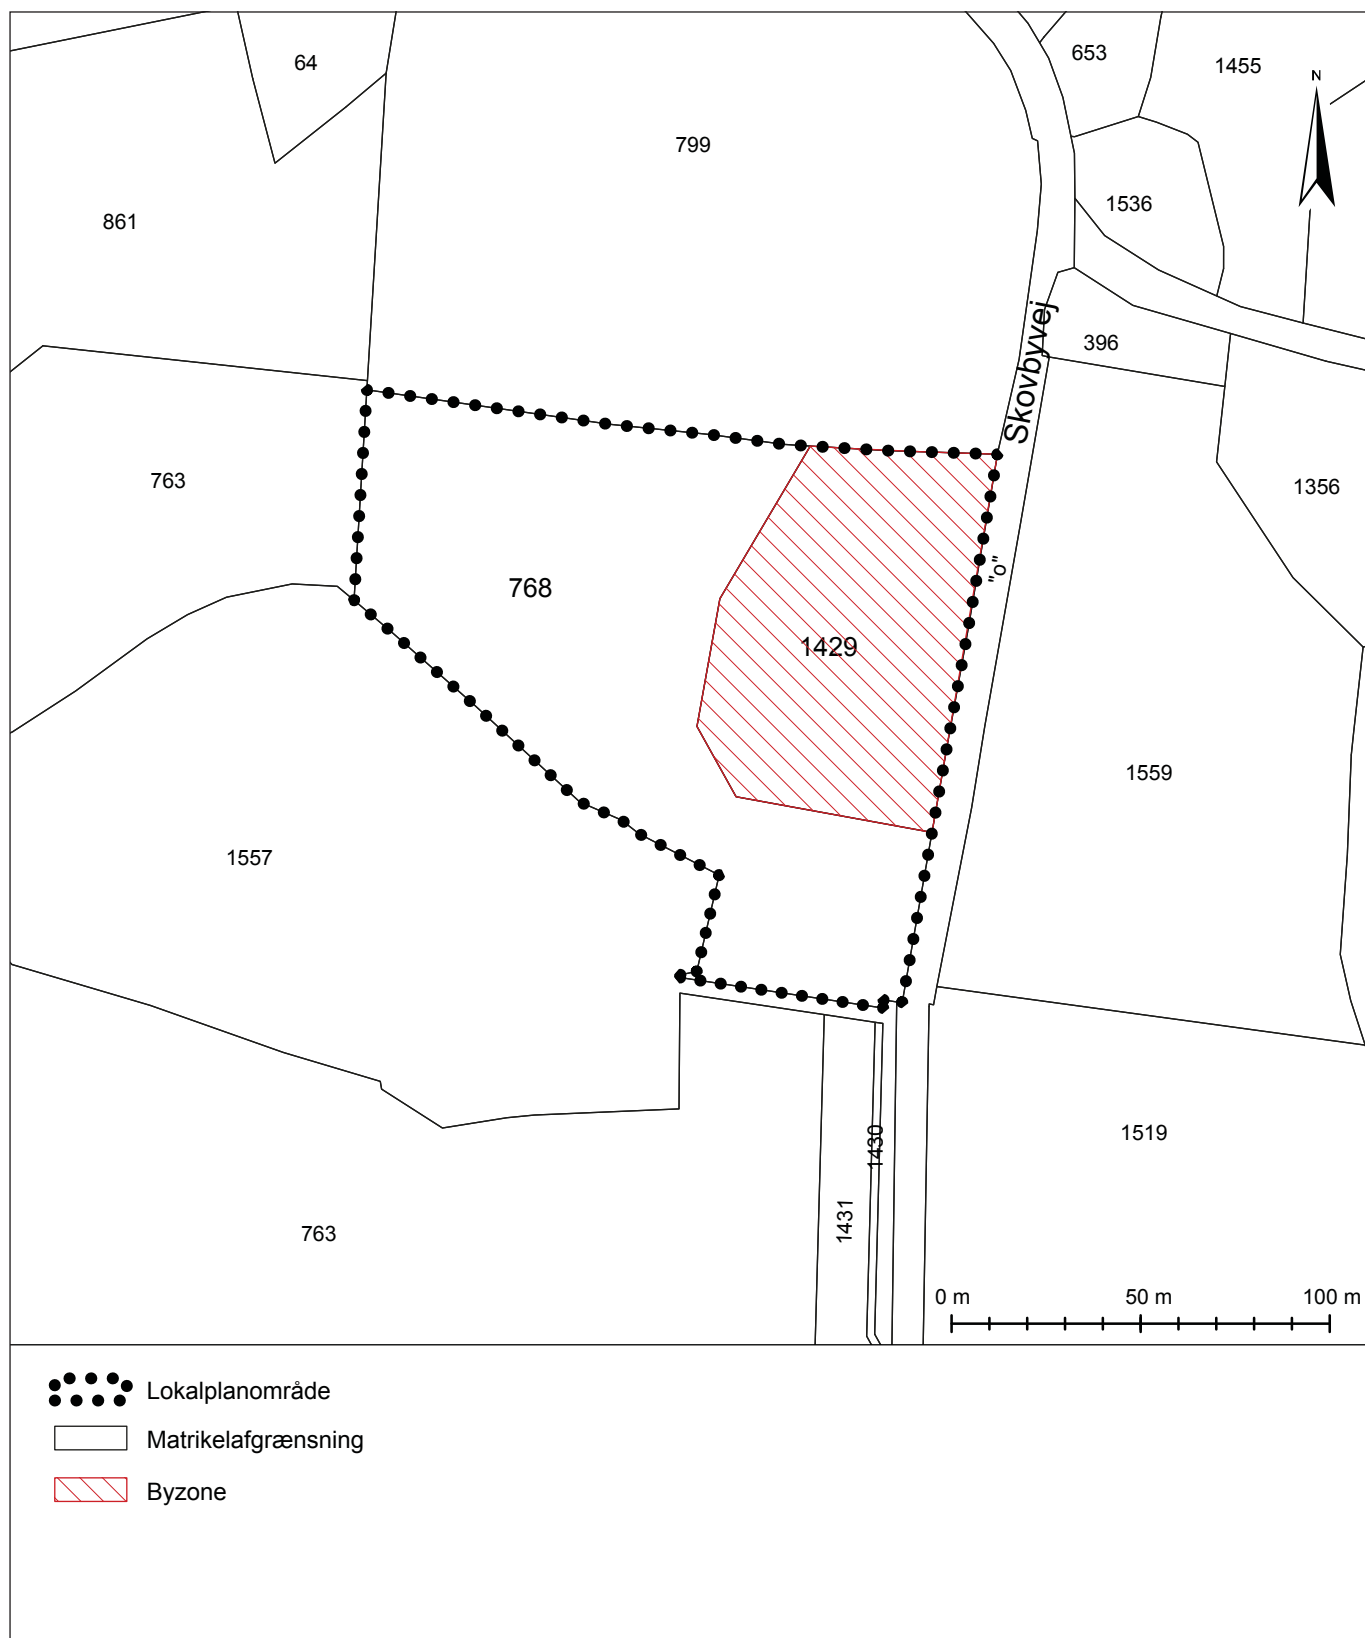 64
653
1455
N
799
1536
861
Skovbyvej
396
763
1356
"o"
768
1429
1559
1557
1519
1430
1431
763
0 m
50 m
100 m
Lokalplanområde
Matrikelafgrænsning
Byzone